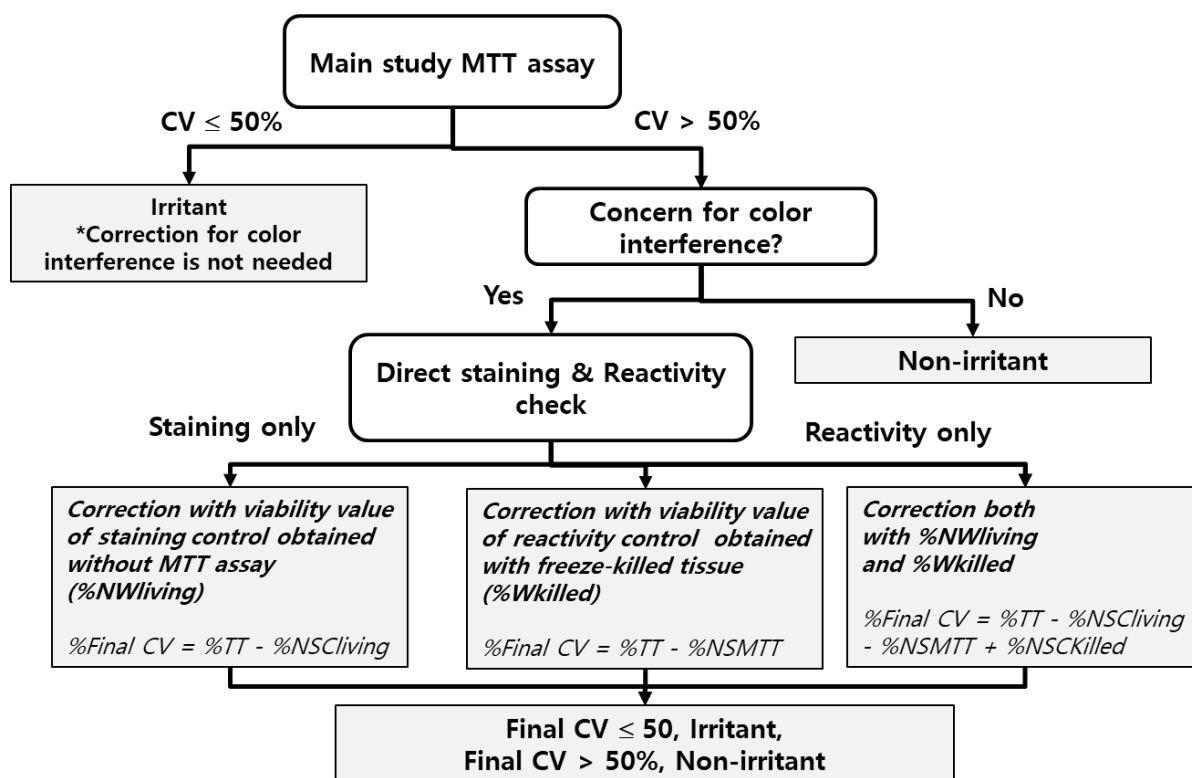 Main study MTT assay
CV ≤ 50%
CV > 50%
Irritant
*Correction for color
interference is not needed
Concern for color
interference?
Yes
No
Non-irritant
Direct staining & Reactivity
check
Staining only
Reactivity only
Correction with viability value
of staining control obtained
without MTT assay
(%NWliving)
%Final CV = %TT - %NSCliving
Correction with viability value
of reactivity control obtained
with freeze-killed tissue
(%Wkilled)
%Final CV = %TT - %NSMTT
Correction both
with %NWliving
and %Wkilled
%Final CV = %TT - %NSCliving
- %NSMTT + %NSCKilled
Final CV ≤ 50, Irritant,
Final CV > 50%, Non-irritant